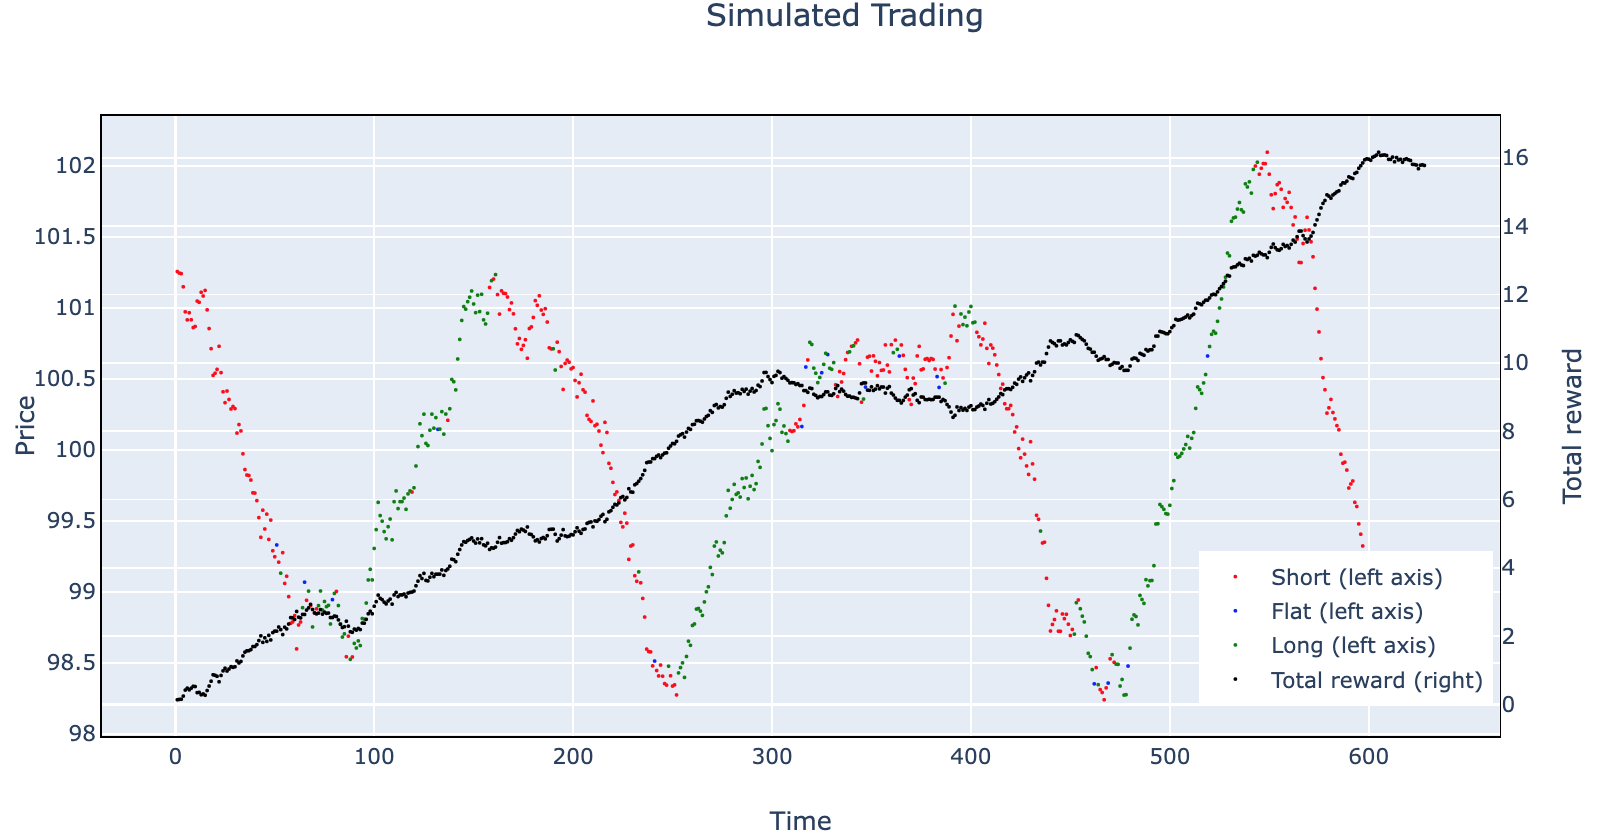 Simulated Trading
102
101.5
101
100.5
100
99.5
99
98.5
98
Price
16
14
12
10
8
6
4
2
0
Total reward
Short (left axis)
Flat (left axis)
Long (left axis)
Total reward (right)
0 100 200 300 400 500 600
Time